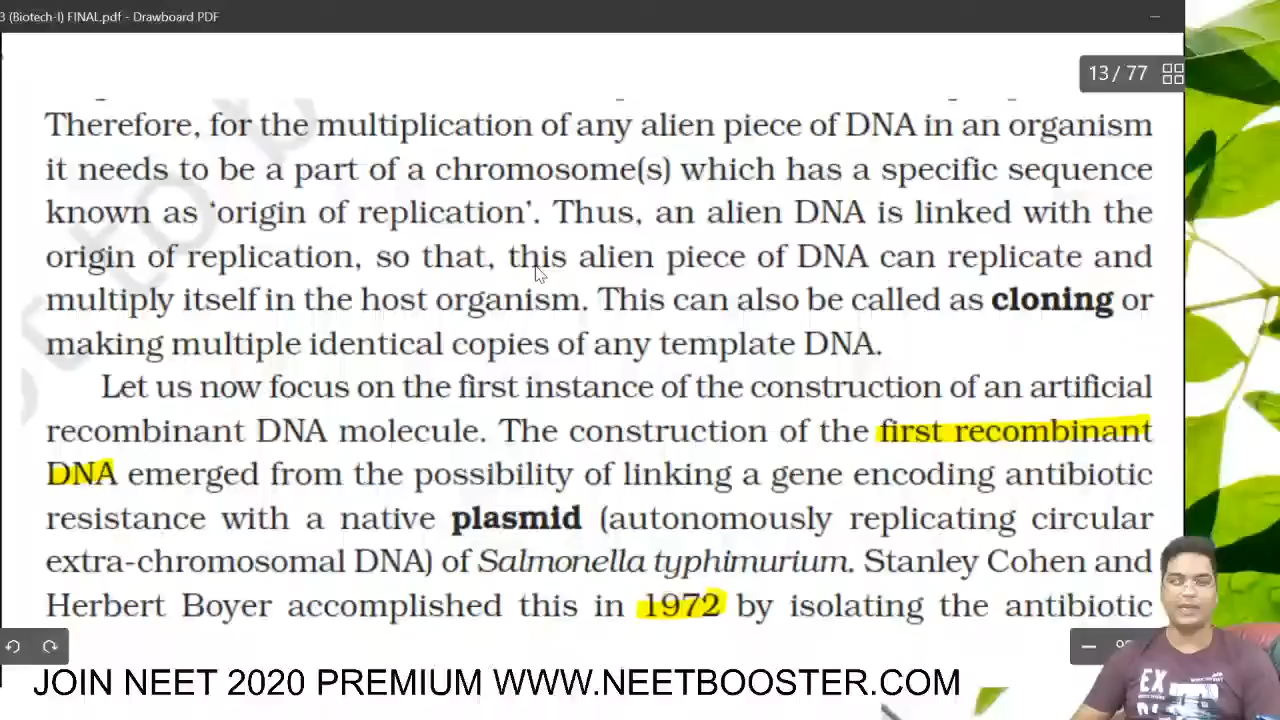 3 (Biotech-I) FINAL.pdf - Drawboard PDF
13 / 77
Therefore, for the multiplication of any alien piece of DNA in an organism
it needs to be a part of a chromosome(s) which has a specific sequence
known as ‘origin of replication’. Thus, an alien DNA is linked with the
origin of replication, so that, this alien piece of DNA can replicate and
multiply itself in the host organism. This can also be called as cloning or
making multiple identical copies of any template DNA.
Let us now focus on the first instance of the construction of an artificial
recombinant DNA molecule. The construction of the first recombinant
DNA emerged from the possibility of linking a gene encoding antibiotic
resistance with a native plasmid (autonomously replicating circular
extra-chromosomal DNA) of Salmonella typhimurium. Stanley Cohen and
Herbert Boyer accomplished this in 1972 by isolating the antibiotic
EX
JOIN NEET 2020 PREMIUM WWW.NEETBOOSTER.COM